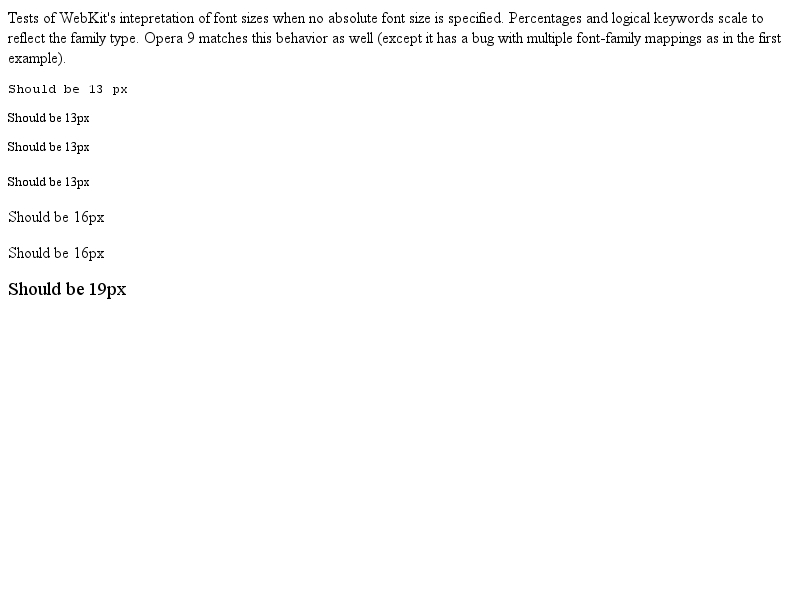 Tests of WebKit's intepretation of font sizes when no absolute font size is specified. Percentages and logical keywords scale to
reflect the family type. Opera 9 matches this behavior as well (except it has a bug with multiple font-family mappings as in the first
example).
Should be 13 px
Should be 13px
Should be 13px
Should be 13px
Should be 16px
Should be 16px
Should be 19px